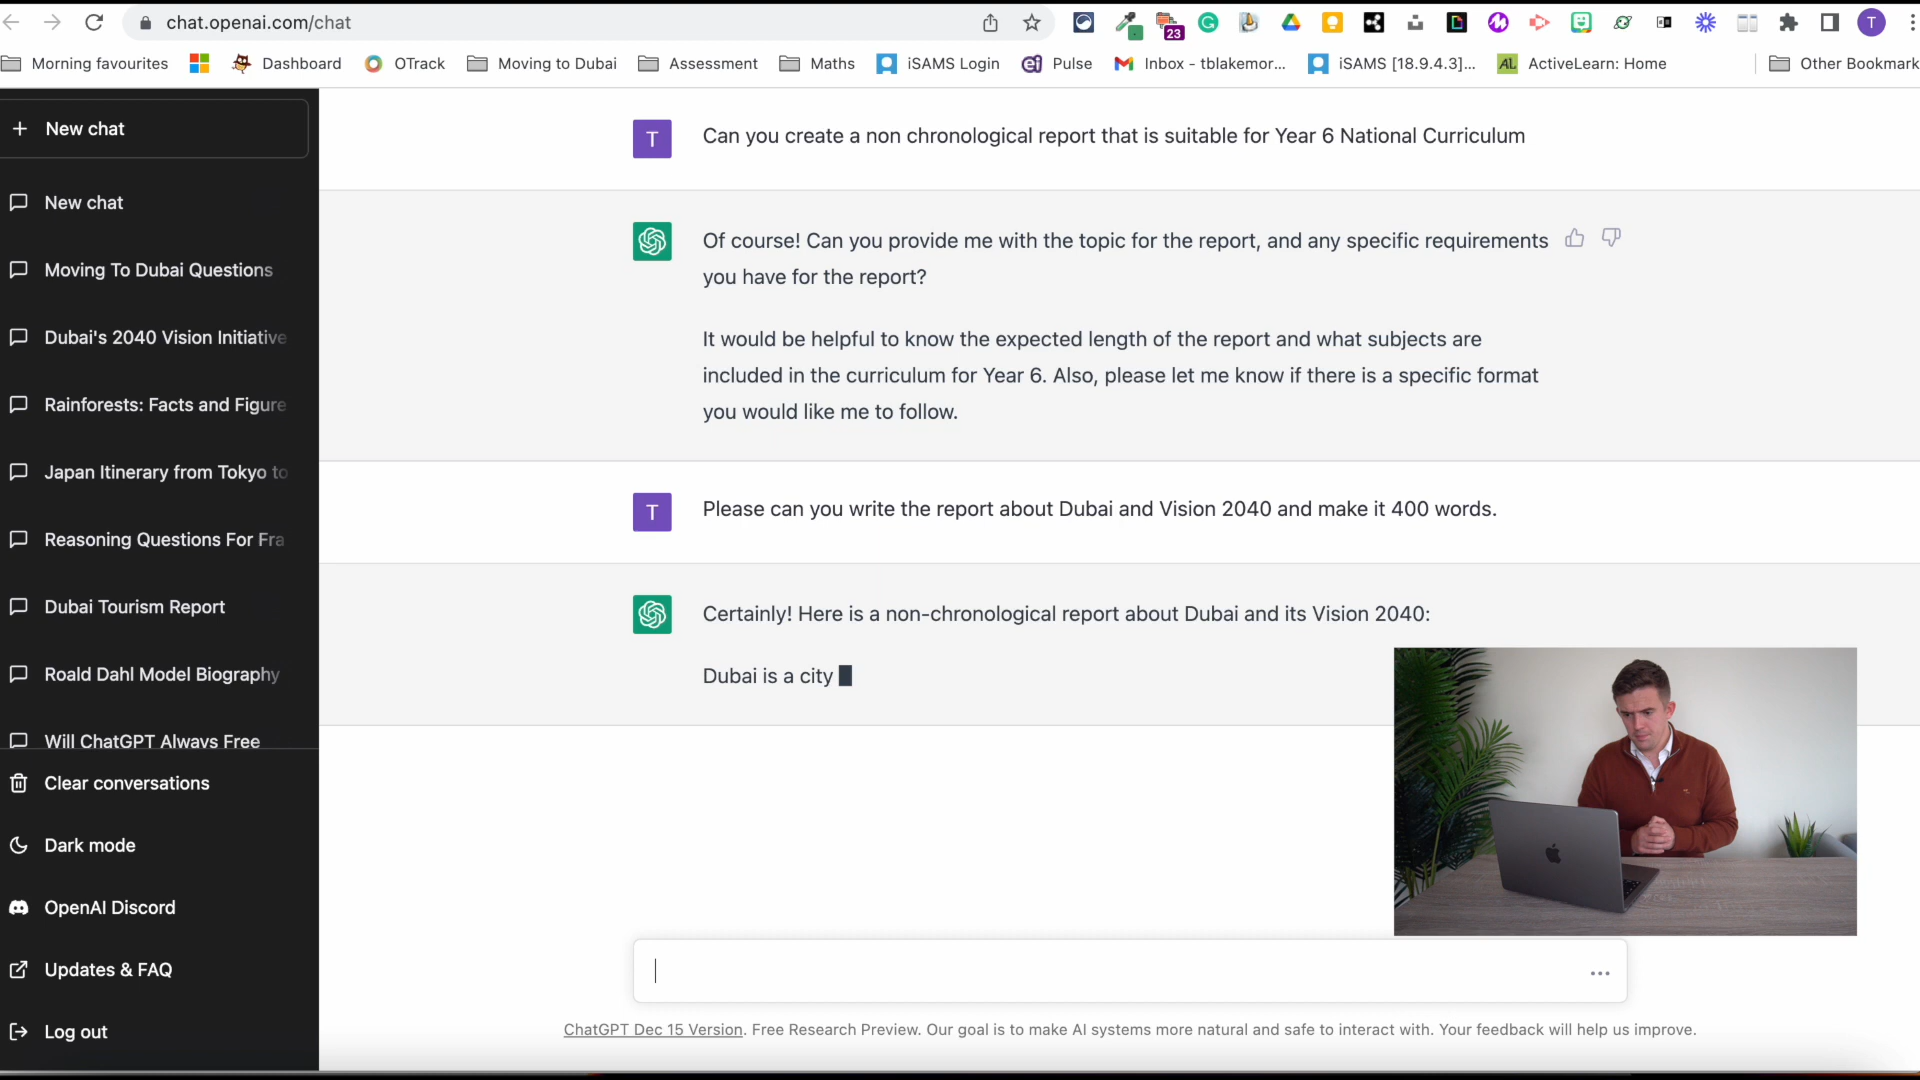 chat.openai.com/chat
23
T
Morning favourites
Dashboard
OTrack
Moving to Dubai
Assessment
Maths
iSAMS Login
Pulse
Inbox - tblakemor...
iSAMS [18.9.4.3]...
AL
ActiveLearn: Home
Other Bookmark
New chat
New chat
Moving To Dubai Questions
Dubai's 2040 Vision Initiative
Rainforests: Facts and Figure
Japan Itinerary from Tokyo to
Reasoning Questions For Fra
Dubai Tourism Report
Roald Dahl Model Biography
Will ChatGPT Always Free
Clear conversations
Dark mode
OpenAI Discord
Updates & FAQ
Log out
T
Can you create a non chronological report that is suitable for Year 6 National Curriculum
Of course! Can you provide me with the topic for the report, and any specific requirements
you have for the report?
It would be helpful to know the expected length of the report and what subjects are
included in the curriculum for Year 6. Also, please let me know if there is a specific format
you would like me to follow.
T
Please can you write the report about Dubai and Vision 2040 and make it 400 words.
Certainly! Here is a non-chronological report about Dubai and its Vision 2040:
Dubai is a city
ChatGPT Dec 15 Version. Free Research Preview. Our goal is to make AI systems more natural and safe to interact with. Your feedback will help us improve.